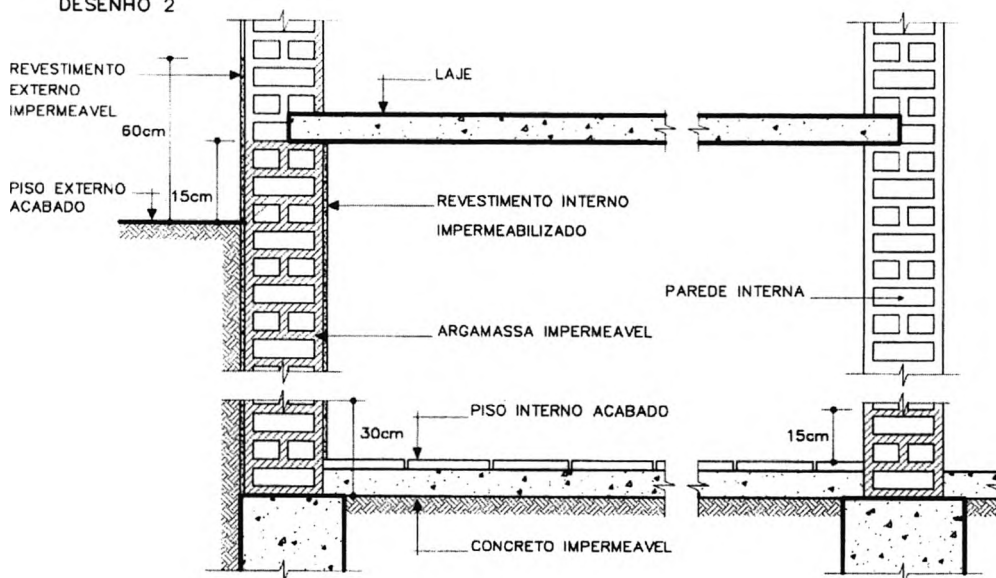 DESENHO 2
REVESTIMENTO
EXTERNO
IMPERMEAVEL
LAJE
60cm
15cm
PISO EXTERNO
ACABADO
REVESTIMENTO INTERNO
IMPERMEABILIZADO
PAREDE INTERNA
ARGAMASSA IMPERMEAVEL
30cm
PISO INTERNO ACABADO
15cm
CONCRETO IMPERMEAVEL